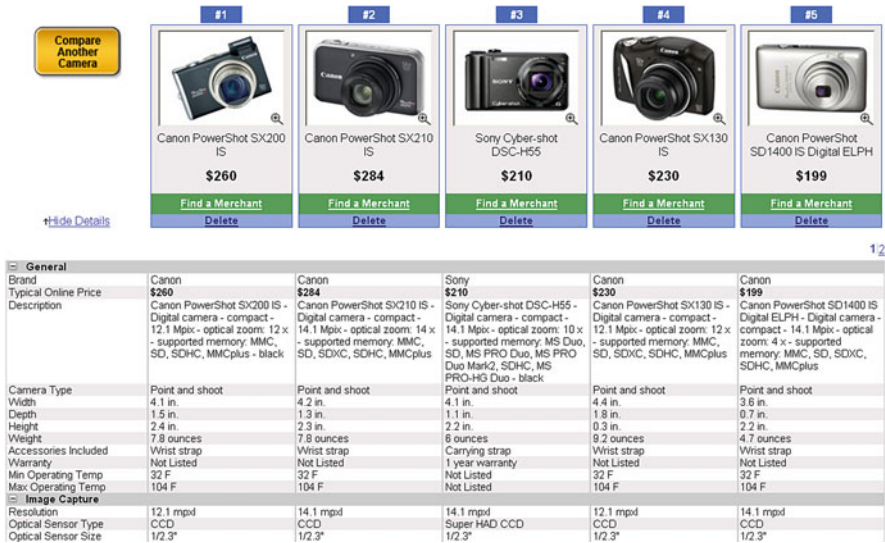 #1 #2 #3 #4 #5
Compare
Another
Camera
Canon PowerShot SX200 IS
Canon PowerShot SX210 IS
Sony Cyber-shot DSC-H55
Canon PowerShot SX130 IS
Canon PowerShot SD1400 IS Digital ELPH
$260 $284 $210 $230 $199
Find a Merchant Find a Merchant Find a Merchant Find a Merchant Find a Merchant
↑Hide Details Delete Delete Delete Delete Delete
1|2
General
Brand Canon Canon Sony Canon Canon
Typical Online Price $260 $284 $210 $230 $199
Description
Canon PowerShot SX200 IS -
Digital camera - compact -
12.1 Mpix - optical zoom: 12 x
- supported memory: MMC,
SD, SDHC, MMCplus - black
Canon PowerShot SX210 IS -
Digital camera - compact -
14.1 Mpix - optical zoom: 14 x
- supported memory: MMC,
SD, SDXC, SDHC, MMCplus
Sony Cyber-shot DSC-H55 -
Digital camera - compact -
14.1 Mpix - optical zoom: 10 x
- supported memory: MS Duo,
SD, MS PRO Duo, MS PRO
Duo Mark2, SDHC, MS
PRO-HG Duo - black
Canon PowerShot SX130 IS -
Digital camera - compact -
12.1 Mpix - optical zoom: 12 x
- supported memory: MMC,
SD, SDXC, SDHC, MMCplus
Canon PowerShot SD1400 IS
Digital ELPH - Digital camera -
compact - 14.1 Mpix - optical
zoom: 4 x - supported
memory: MMC, SD, SDXC,
SDHC, MMCplus
Camera Type Point and shoot Point and shoot Point and shoot Point and shoot Point and shoot
Width 4.1 in. 4.2 in. 4.1 in. 4.4 in. 3.6 in.
Depth 1.5 in. 1.3 in. 1.1 in. 1.8 in. 0.7 in.
Height 2.4 in. 2.3 in. 2.2 in. 0.3 in. 2.2 in.
Weight 7.8 ounces 7.8 ounces 6 ounces 9.2 ounces 4.7 ounces
Accessories Included Wrist strap Wrist strap Carrying strap Wrist strap Wrist strap
Warranty Not Listed Not Listed 1 year warranty Not Listed Not Listed
Min Operating Temp 32 F 32 F Not Listed 32 F 32 F
Max Operating Temp 104 F 104 F Not Listed 104 F 104 F
Image Capture
Resolution 12.1 mpxl 14.1 mpxl 14.1 mpxl 12.1 mpxl 14.1 mpxl
Optical Sensor Type CCD CCD Super HAD CCD CCD CCD
Optical Sensor Size 1/2.3" 1/2.3" 1/2.3" 1/2.3" 1/2.3"